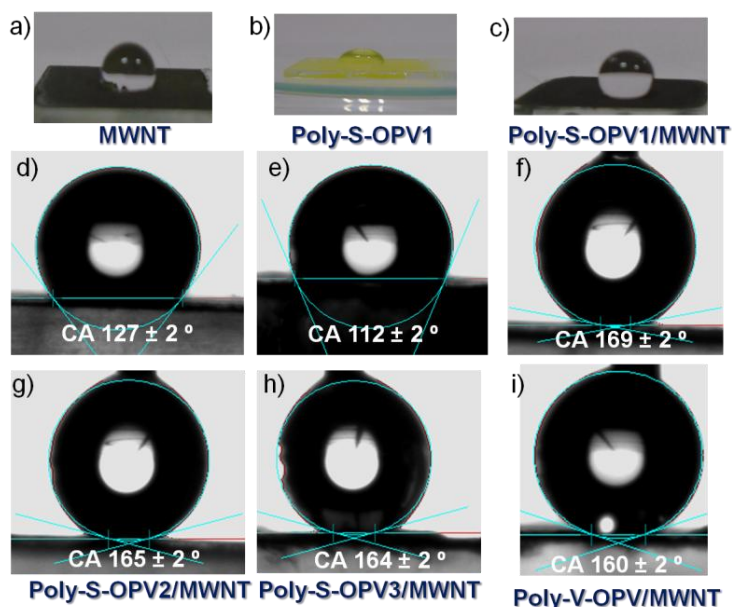 a)
b)
c)
MWNT
Poly-S-OPV1
Poly-S-OPV1/MWNT
d)
e)
f)
CA 127 ± 2 º
CA 112 ± 2 º
CA 169 ± 2 º
g)
h)
i)
CA 165 ± 2 º
CA 164 ± 2 º
CA 160 ± 2 º
Poly-S-OPV2/MWNT
Poly-S-OPV3/MWNT
Poly-V-OPV/MWNT